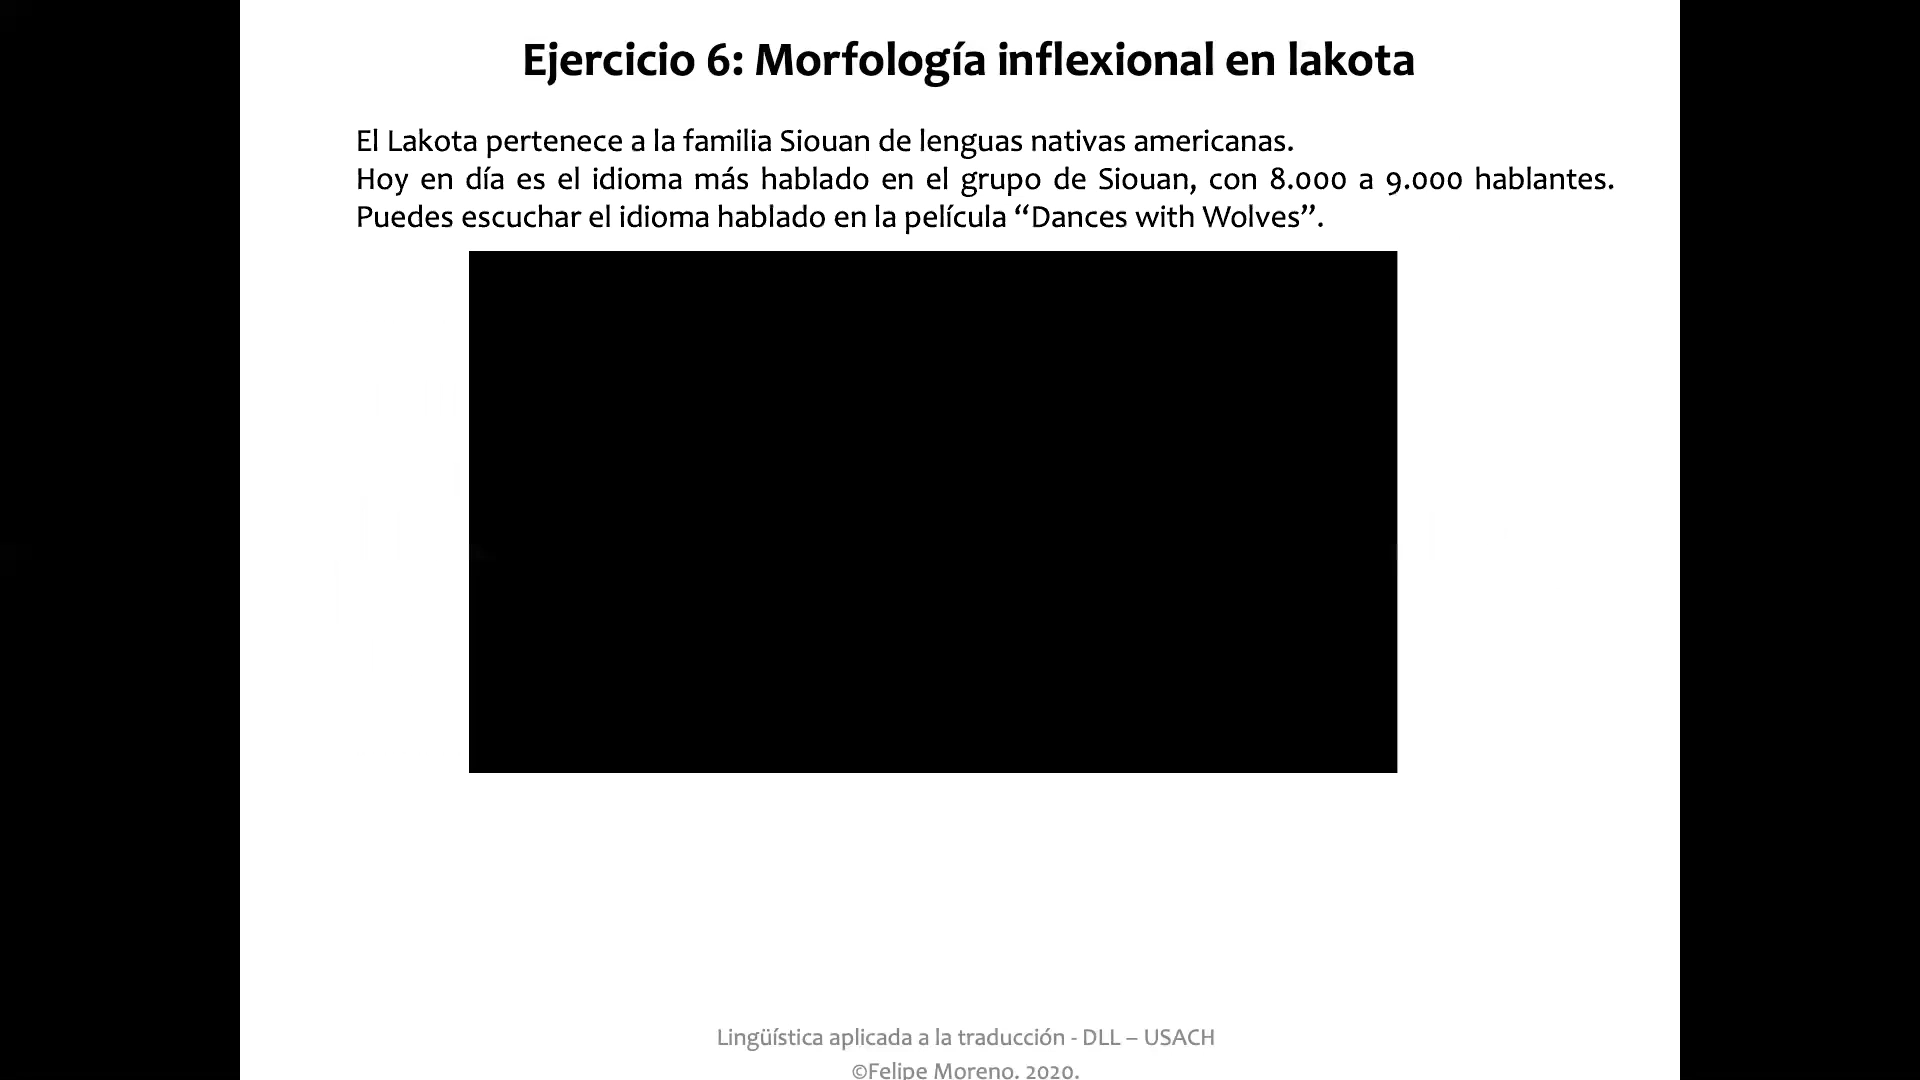 Ejercicio 6: Morfología inflexional en lakota
El Lakota pertenece a la familia Siouan de lenguas nativas americanas.
Hoy en día es el idioma más hablado en el grupo de Siouan, con 8.000 a 9.000 hablantes.
Puedes escuchar el idioma hablado en la película “Dances with Wolves”.
Lingüística aplicada a la traducción - DLL – USACH
©Felipe Moreno. 2020.